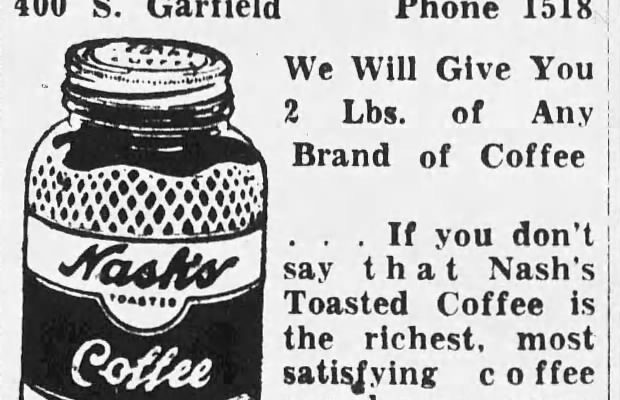 400 S. Garfield Phone 1518
We Will Give You
2 Lbs. of Any
Brand of Coffee
. . . If you don't
say that Nash's
Toasted Coffee is
the richest, most
satisfying coffee
Nash's
TOASTED
Coffee